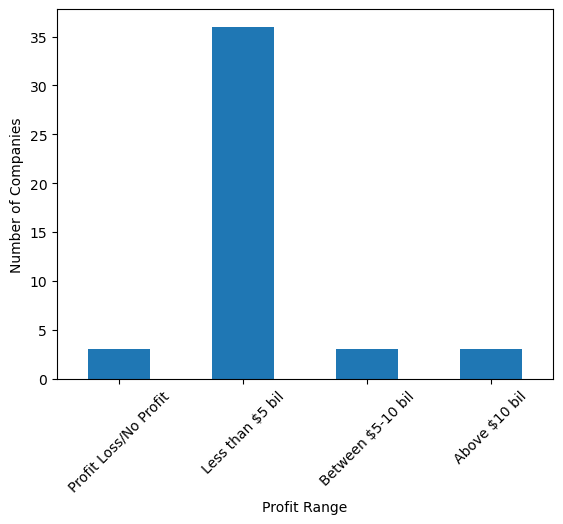 35
30
25
20
15
10
5
0
Number of Companies
Profit Loss/No Profit
Less than $5 bil
Between $5-10 bil
Above $10 bil
Profit Range